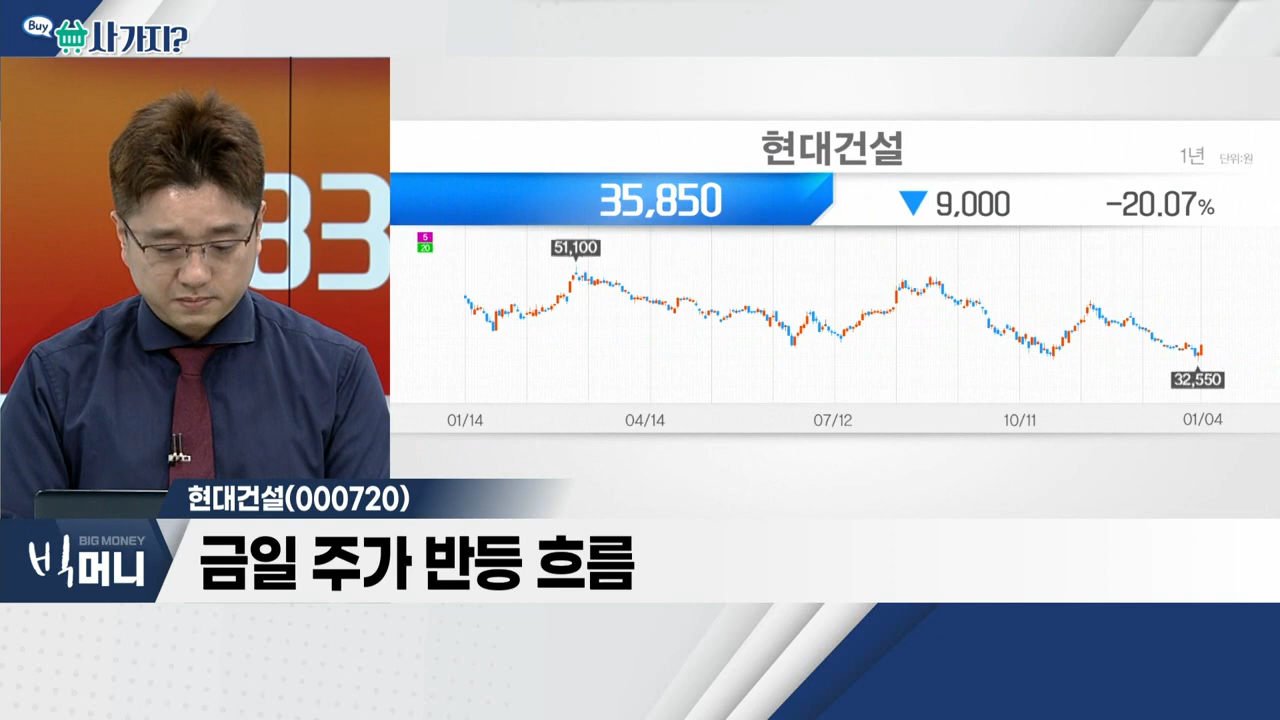 Buy
사가지?
83
현대건설
1년 단위:원
35,850
▼ 9,000 -20.07%
5
20
51,100
32,550
01/14 04/14 07/12 10/11 01/04
현대건설(000720)
BIG MONEY
빅머니
금일 주가 반등 흐름